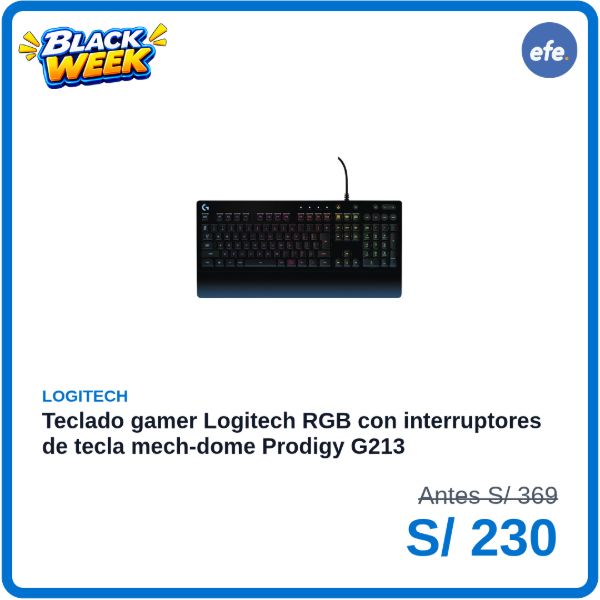 BLACK
WEEK
efe.
LOGITECH
Teclado gamer Logitech RGB con interruptores
de tecla mech-dome Prodigy G213
Antes S/ 369
S/ 230